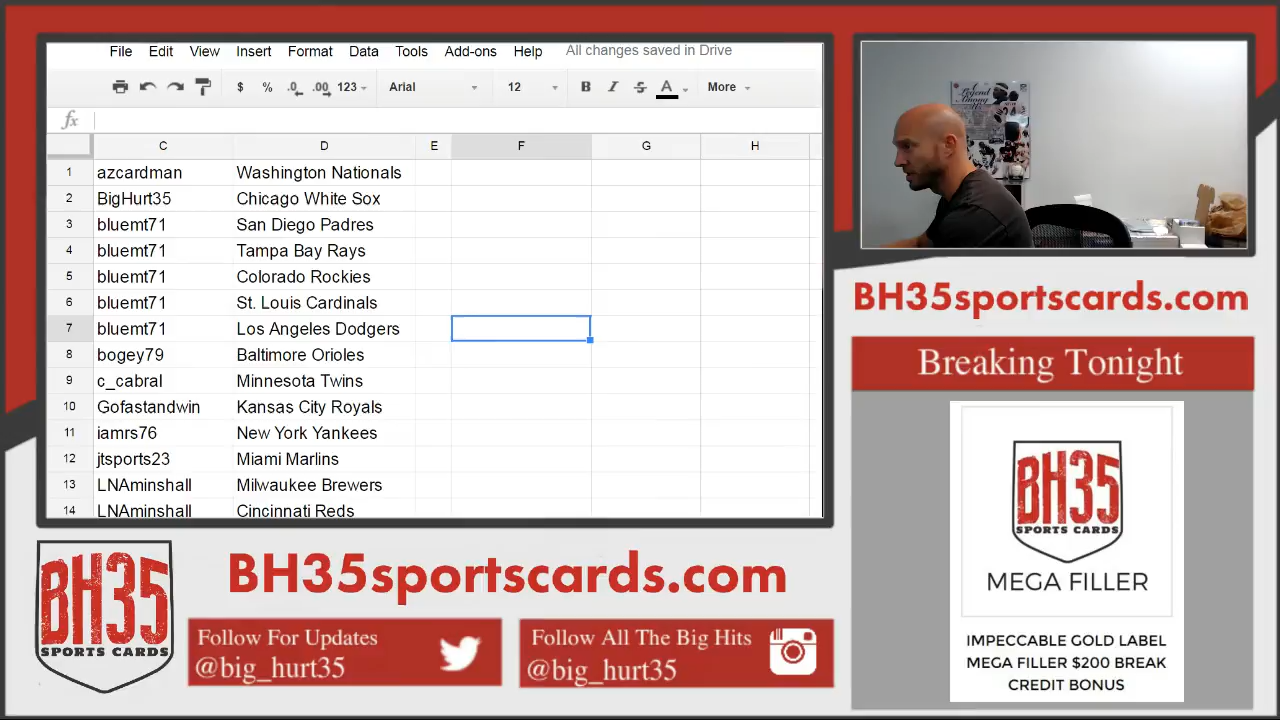 File Edit View Insert Format Data Tools Add-ons Help All changes saved in Drive
$ % .0 .00 123 Arial 12 B I S A More
fx
C D E F G H
1 azcardman Washington Nationals
2 BigHurt35 Chicago White Sox
3 bluemt71 San Diego Padres
4 bluemt71 Tampa Bay Rays
5 bluemt71 Colorado Rockies
6 bluemt71 St. Louis Cardinals
7 bluemt71 Los Angeles Dodgers
8 bogey79 Baltimore Orioles
9 c_cabral Minnesota Twins
10 Gofastandwin Kansas City Royals
11 iamrs76 New York Yankees
12 jtsports23 Miami Marlins
13 LNAminshall Milwaukee Brewers
14 LNAminshall Cincinnati Reds
Legend
Among
BH35sportscards.com
Breaking Tonight
BH35
SPORTS CARDS
MEGA FILLER
IMPECCABLE GOLD LABEL
MEGA FILLER $200 BREAK
CREDIT BONUS
BH35
SPORTS CARDS
BH35sportscards.com
Follow For Updates
@big_hurt35
Follow All The Big Hits
@big_hurt35